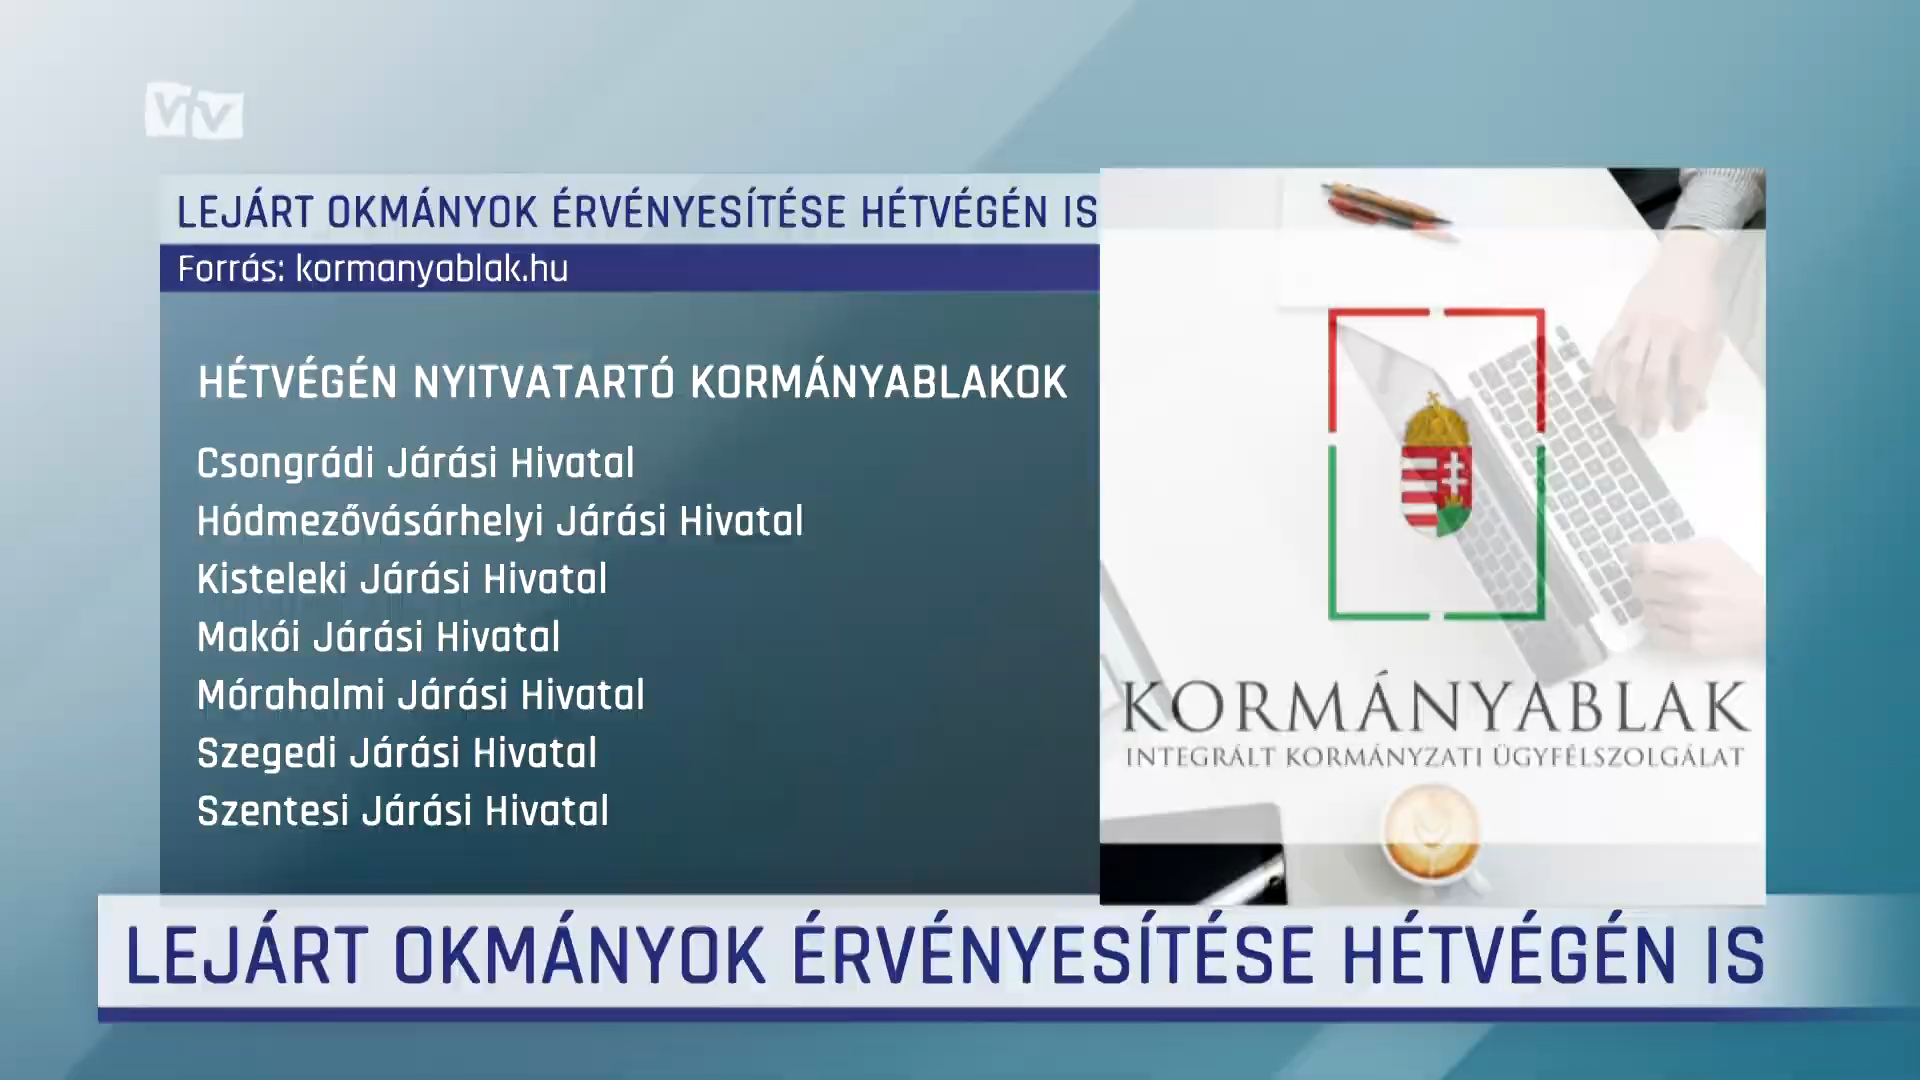 VV
LEJÁRT OKMÁNYOK ÉRVÉNYESÍTÉSE HÉTVÉGÉN IS
Forrás: kormanyablak.hu
HÉTVÉGÉN NYITVATARTÓ KORMÁNYABLAKOK
Csongrádi Járási Hivatal
Hódmezővásárhelyi Járási Hivatal
Kisteleki Járási Hivatal
Makói Járási Hivatal
Mórahalmi Járási Hivatal
Szegedi Járási Hivatal
Szentesi Járási Hivatal
KORMÁNYABLAK
INTEGRÁLT KORMÁNYZATI ÜGYFÉLSZOLGÁLAT
LEJÁRT OKMÁNYOK ÉRVÉNYESÍTÉSE HÉTVÉGÉN IS